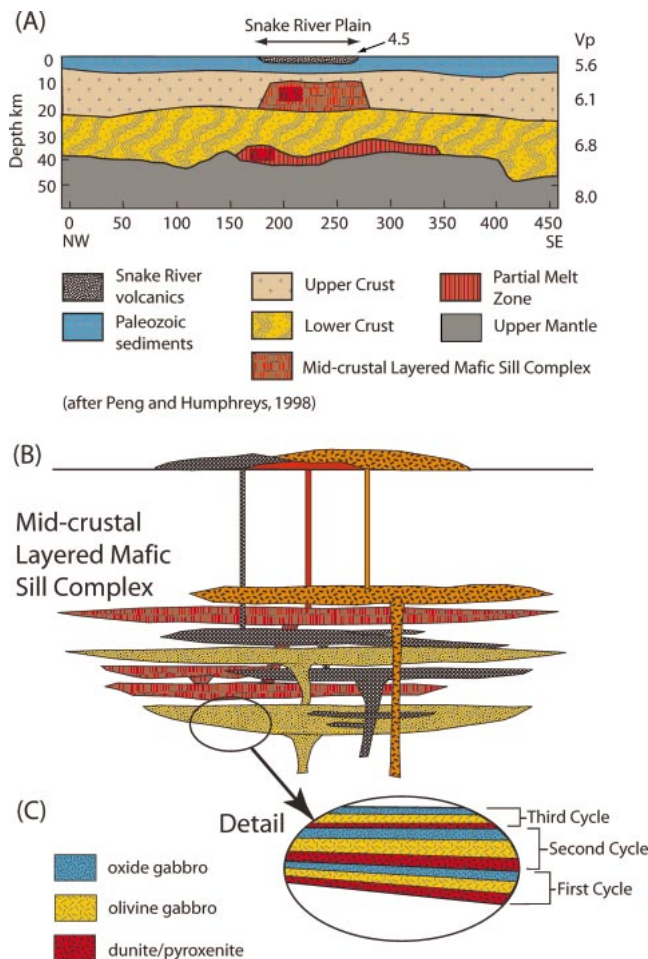 (A)
Snake River Plain
4.5
Vp
0
10
20
30
40
50
Depth km
5.6
6.1
6.8
8.0
0 50 100 150 200 250 300 350 400 450
NW SE
Snake River
volcanics
Upper Crust
Partial Melt
Zone
Paleozoic
sediments
Lower Crust
Upper Mantle
Mid-crustal Layered Mafic Sill Complex
(after Peng and Humphreys, 1998)
(B)
Mid-crustal
Layered Mafic
Sill Complex
(C)
Detail
Third Cycle
Second Cycle
First Cycle
oxide gabbro
olivine gabbro
dunite/pyroxenite